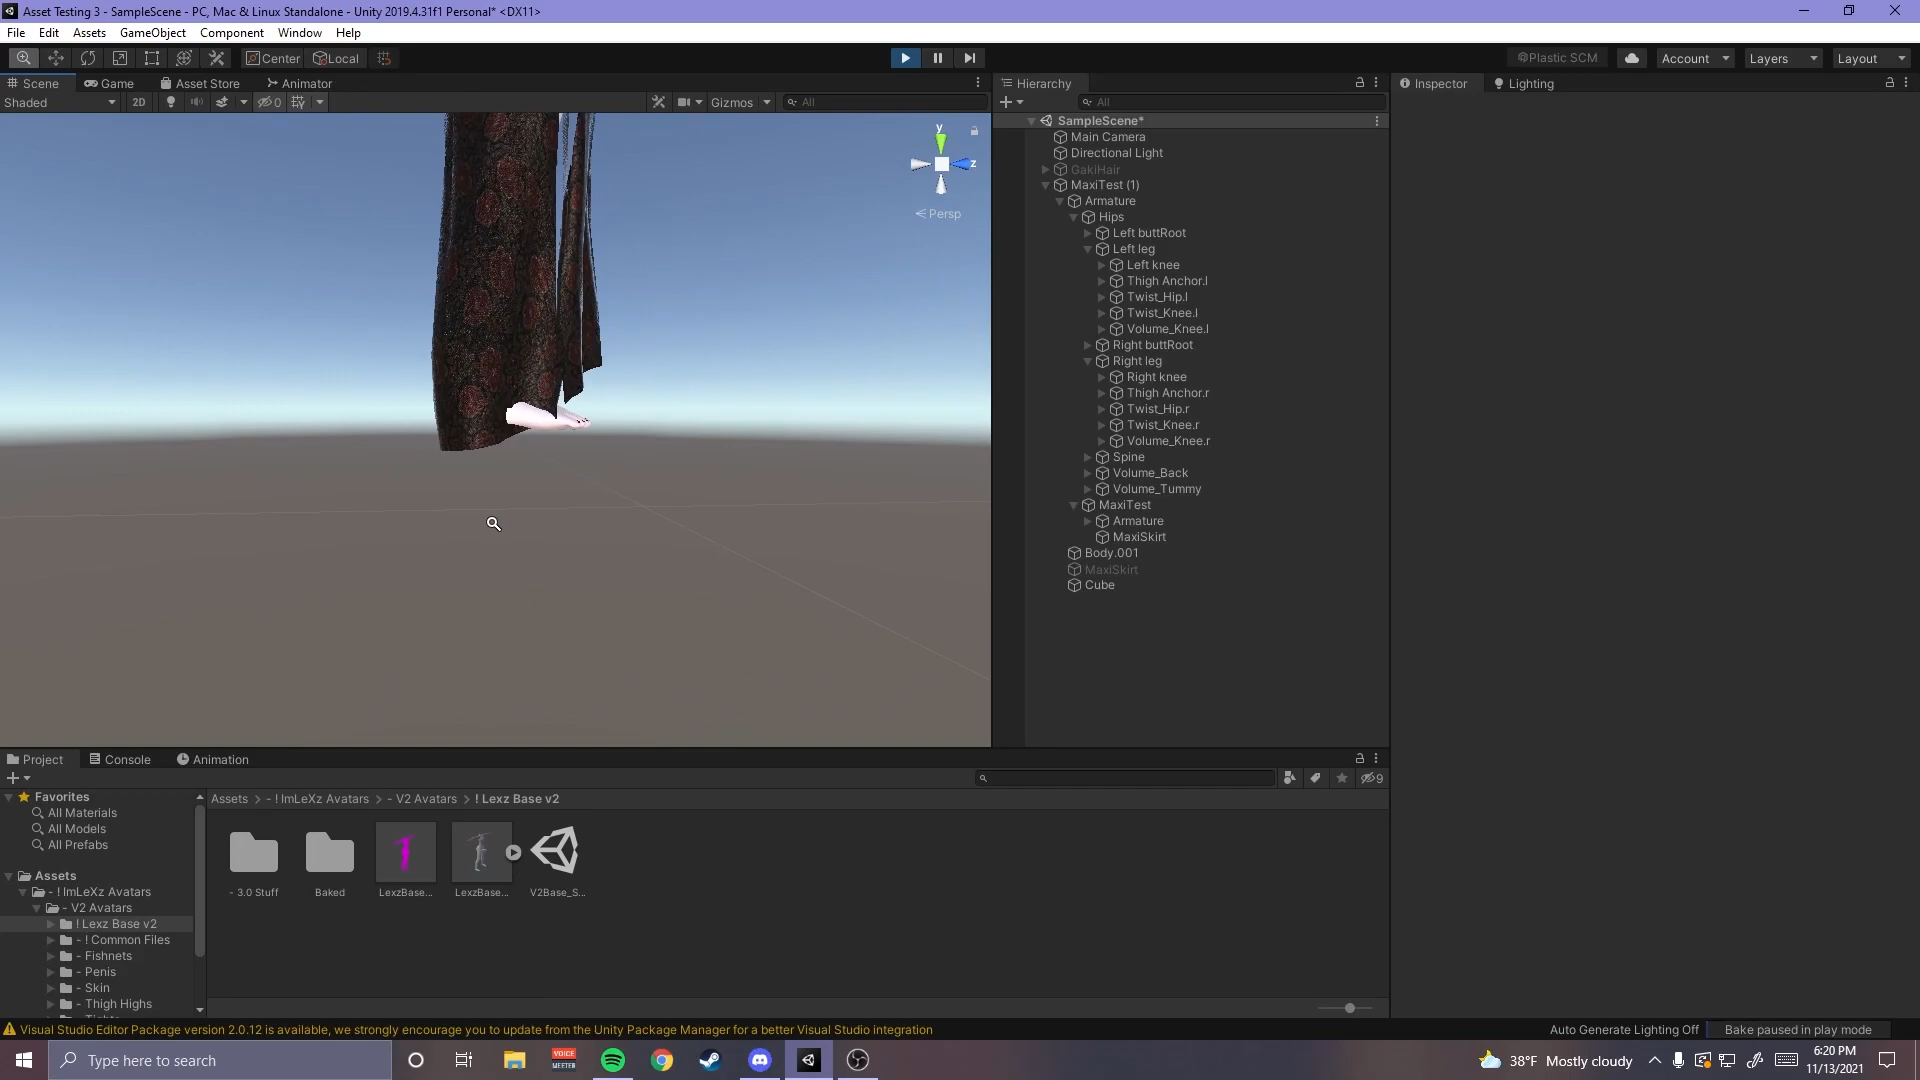 Asset Testing 3 - SampleScene - PC, Mac & Linux Standalone - Unity 2019.4.31f1 Personal* <DX11>
File Edit Assets GameObject Component Window Help
Center Local Plastic SCM Account Layers Layout
Scene Game Asset Store Animator
Shaded 2D 0 Gizmos All
y
z
Persp
Hierarchy
All
SampleScene*
Main Camera
Directional Light
GakiHair
MaxiTest (1)
Armature
Hips
Left buttRoot
Left leg
Left knee
Thigh Anchor.l
Twist_Hip.l
Twist_Knee.l
Volume_Knee.l
Right buttRoot
Right leg
Right knee
Thigh Anchor.r
Twist_Hip.r
Twist_Knee.r
Volume_Knee.r
Spine
Volume_Back
Volume_Tummy
MaxiTest
Armature
MaxiSkirt
Body.001
MaxiSkirt
Cube
Inspector Lighting
Project Console Animation
9
Favorites
All Materials
All Models
All Prefabs
Assets
- ! ImLeXz Avatars
- V2 Avatars
! Lexz Base v2
- ! Common Files
- Fishnets
- Penis
- Skin
- Thigh Highs
Assets > - ! ImLeXz Avatars > - V2 Avatars > ! Lexz Base v2
- 3.0 Stuff Baked LexzBase... LexzBase... V2Base_S...
Visual Studio Editor Package version 2.0.12 is available, we strongly encourage you to update from the Unity Package Manager for a better Visual Studio integration
Auto Generate Lighting Off Bake paused in play mode
Type here to search
VOICE
MEETER
38°F Mostly cloudy
6:20 PM
11/13/2021